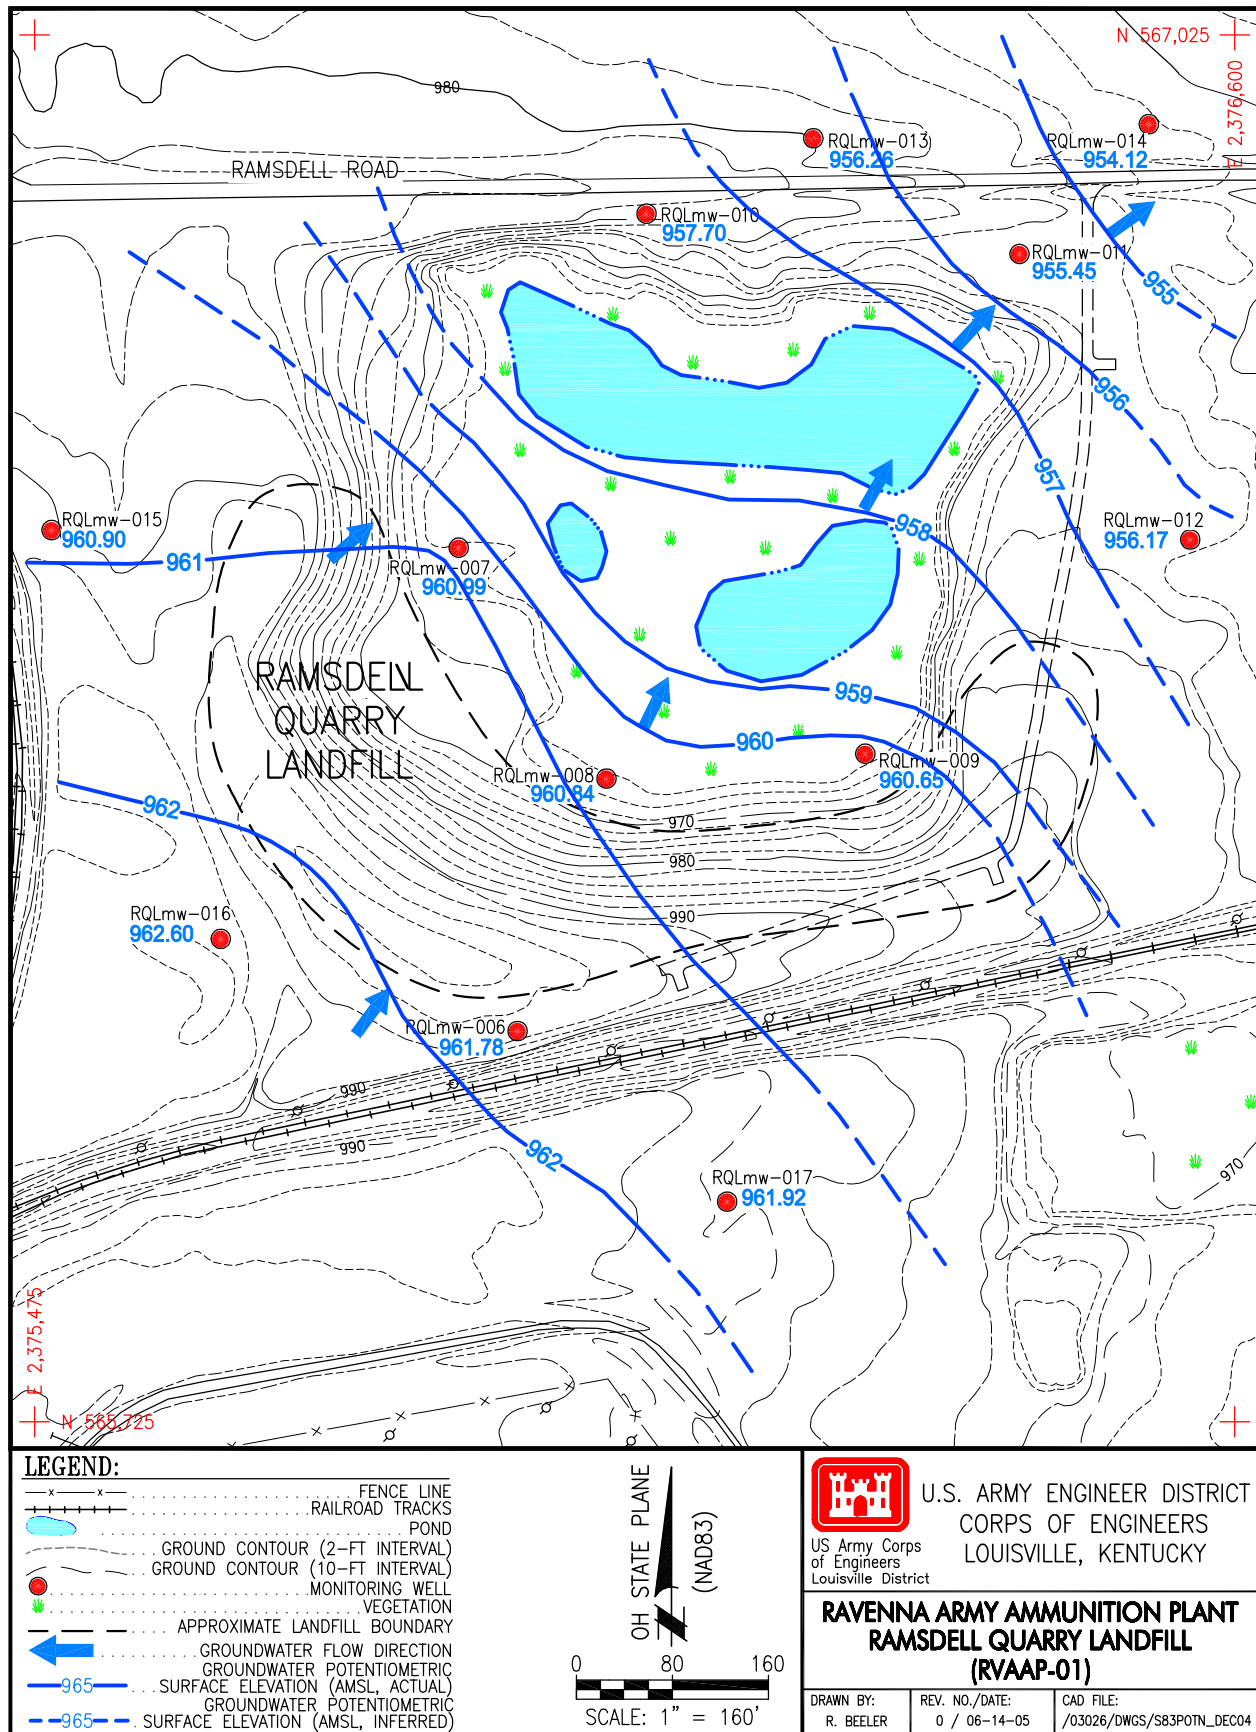 N 567,025
E 2,376,600
980
RAMSDELL ROAD
RQLmw-013
956.26
RQLmw-014
954.12
RQLmw-010
957.70
RQLmw-011
955.45
955
956
957
RQLmw-015
960.90
961
RQLmw-007
960.99
958
RQLmw-012
956.17
RAMSDELL
QUARRY
LANDFILL
959
960
RQLmw-008
960.84
RQLmw-009
960.65
962
970
980
990
RQLmw-016
962.60
RQLmw-006
961.78
990
990
962
RQLmw-017
961.92
970
E 2,375,475
N 565,725
LEGEND:
FENCE LINE
RAILROAD TRACKS
POND
GROUND CONTOUR (2-FT INTERVAL)
GROUND CONTOUR (10-FT INTERVAL)
MONITORING WELL
VEGETATION
APPROXIMATE LANDFILL BOUNDARY
GROUNDWATER FLOW DIRECTION
GROUNDWATER POTENTIOMETRIC
965 SURFACE ELEVATION (AMSL, ACTUAL)
GROUNDWATER POTENTIOMETRIC
965 SURFACE ELEVATION (AMSL, INFERRED)
OH STATE PLANE
(NAD83)
0 80 160
SCALE: 1" = 160'
US Army Corps
of Engineers
Louisville District
U.S. ARMY ENGINEER DISTRICT
CORPS OF ENGINEERS
LOUISVILLE, KENTUCKY
RAVENNA ARMY AMMUNITION PLANT
RAMSDELL QUARRY LANDFILL
(RVAAP-01)
DRAWN BY:
R. BEELER
REV. NO./DATE:
0 / 06-14-05
CAD FILE:
/03026/DWGS/S83POTN_DEC04